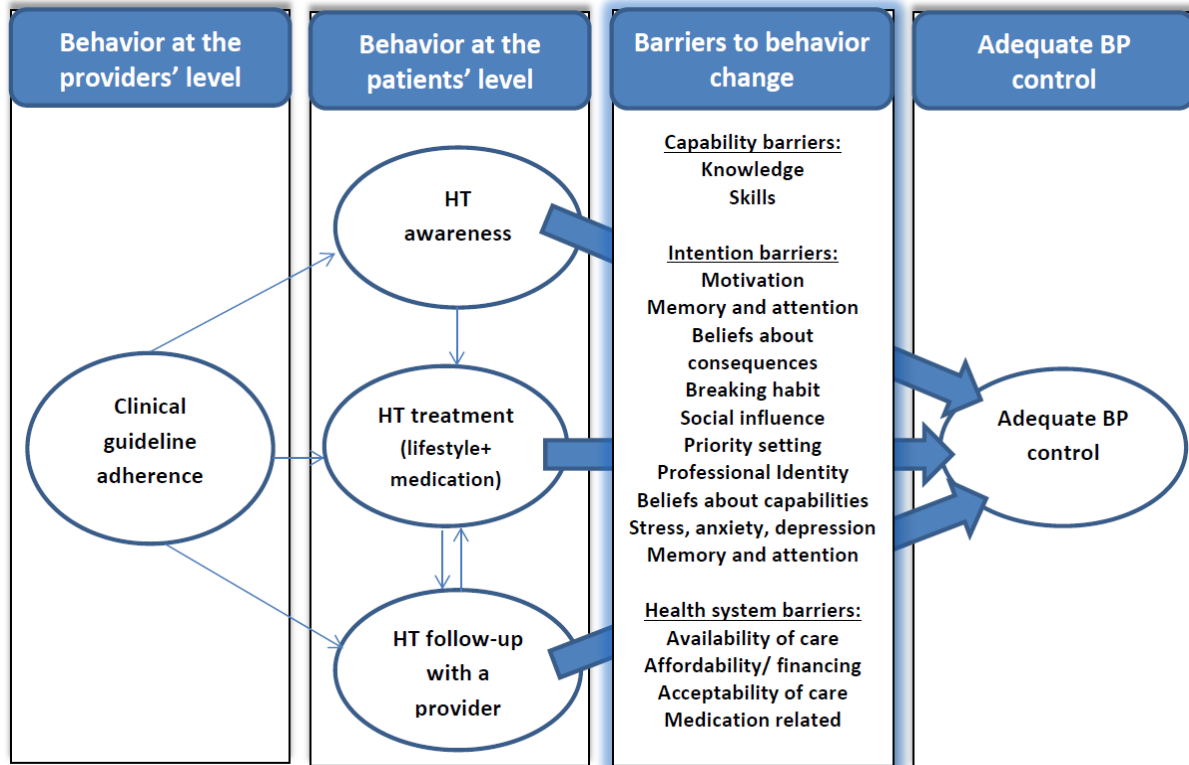 Behavior at the
providers' level
Clinical
guideline
adherence
Behavior at the
patients' level
HT
awareness
HT treatment
(lifestyle+
medication)
HT follow-up
with a
provider
Barriers to behavior
change
Capability barriers:
Knowledge
Skills
Intention barriers:
Motivation
Memory and attention
Beliefs about
consequences
Breaking habit
Social influence
Priority setting
Professional Identity
Beliefs about capabilities
Stress, anxiety, depression
Memory and attention
Health system barriers:
Availability of care
Affordability/ financing
Acceptability of care
Medication related
Adequate BP
control
Adequate BP
control